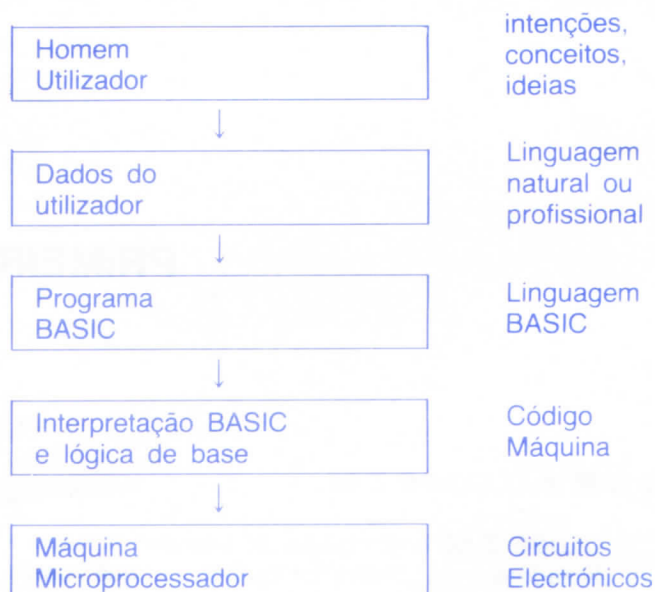 Homem
Utilizador
intenções,
conceitos,
ideias
Dados do
utilizador
Linguagem
natural ou
profissional
Programa
BASIC
Linguagem
BASIC
Interpretação BASIC
e lógica de base
Código
Máquina
Máquina
Microprocessador
Circuitos
Electrónicos